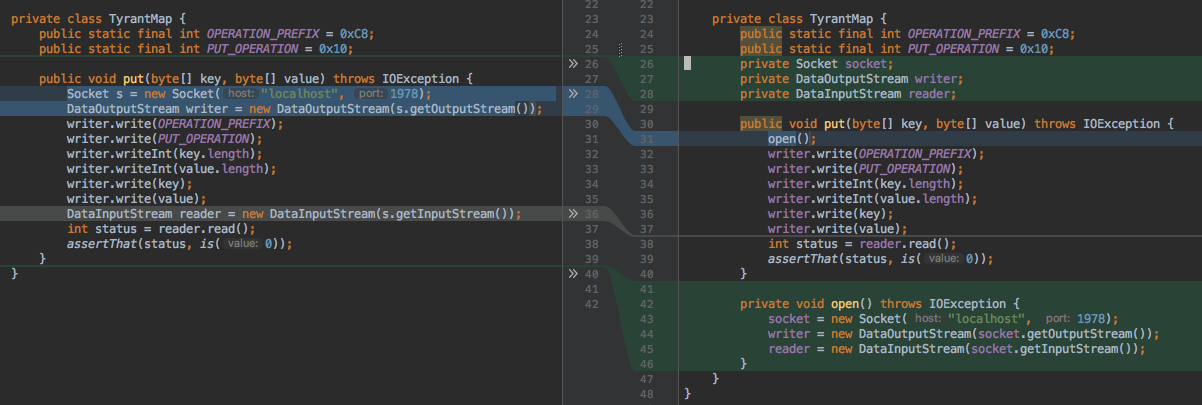 private class TyrantMap {
    public static final int OPERATION_PREFIX = 0xC8;
    public static final int PUT_OPERATION = 0x10;

    public void put(byte[] key, byte[] value) throws IOException {
        Socket s = new Socket( host: "localhost", port: 1978);
        DataOutputStream writer = new DataOutputStream(s.getOutputStream());
        writer.write(OPERATION_PREFIX);
        writer.write(PUT_OPERATION);
        writer.writeInt(key.length);
        writer.writeInt(value.length);
        writer.write(key);
        writer.write(value);
        DataInputStream reader = new DataInputStream(s.getInputStream());
        int status = reader.read();
        assertThat(status, is( value: 0));
    }
}
22 22
23 23
24 24
25 25
» 26 26
27 27
» 28 28
29 29
30 30
31 31
32 32
33 33
34 34
35 35
» 36 36
37 37
38 38
39 39
» 40 40
41 41
42 42
43
44
45
46
47
48
private class TyrantMap {
    public static final int OPERATION_PREFIX = 0xC8;
    public static final int PUT_OPERATION = 0x10;
    private Socket socket;
    private DataOutputStream writer;
    private DataInputStream reader;

    public void put(byte[] key, byte[] value) throws IOException {
        open();
        writer.write(OPERATION_PREFIX);
        writer.write(PUT_OPERATION);
        writer.writeInt(key.length);
        writer.writeInt(value.length);
        writer.write(key);
        writer.write(value);
        int status = reader.read();
        assertThat(status, is( value: 0));
    }

    private void open() throws IOException {
        socket = new Socket( host: "localhost", port: 1978);
        writer = new DataOutputStream(socket.getOutputStream());
        reader = new DataInputStream(socket.getInputStream());
    }
}
}